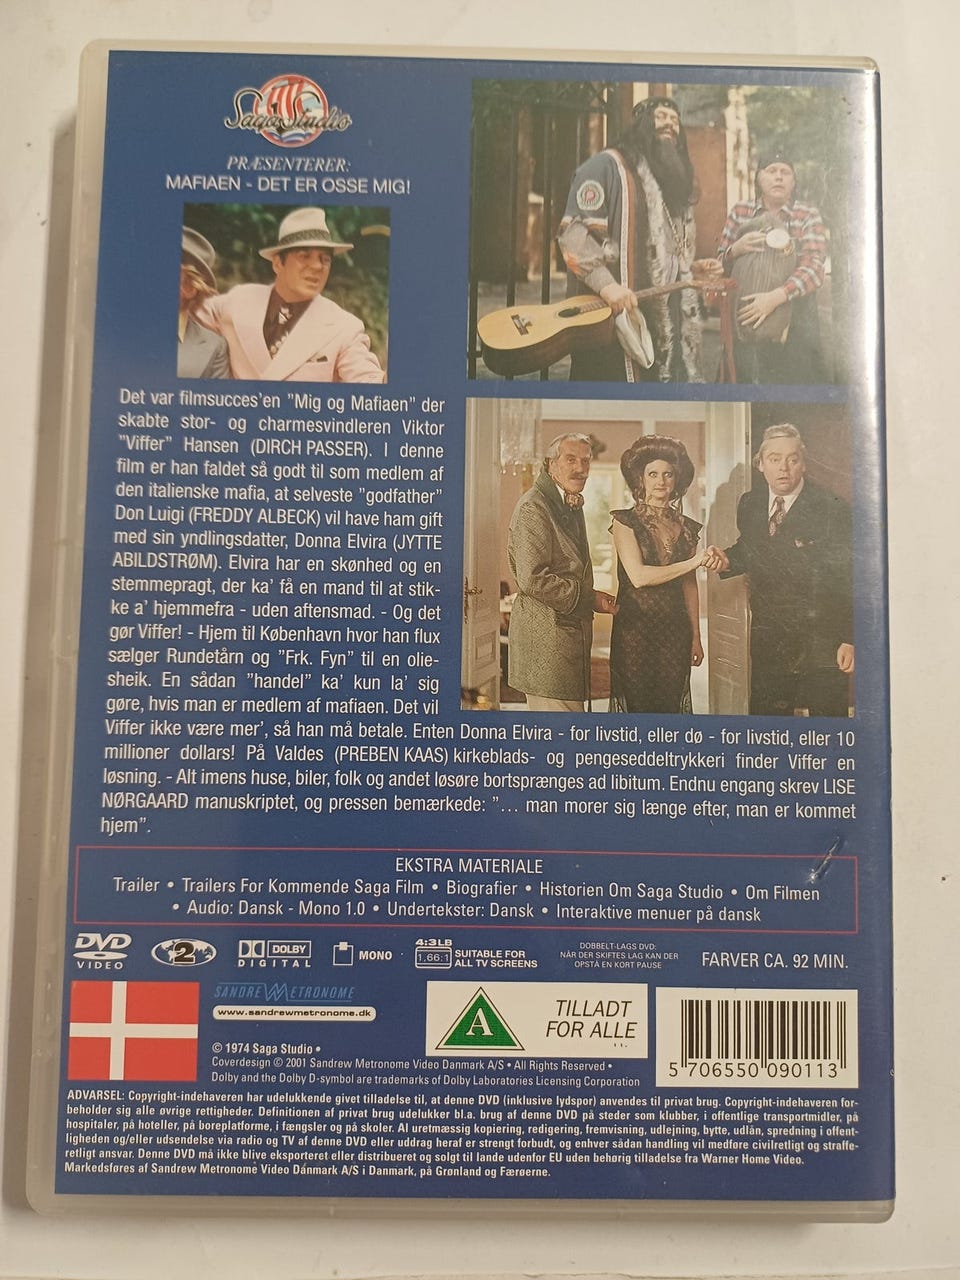 Saga Studio
PRÆSENTERER:
MAFIAEN - DET ER OSSE MIG!
Det var filmsucces'en "Mig og Mafiaen" der
skabte stor- og charmesvindleren Viktor
"Viffer" Hansen (DIRCH PASSER). I denne
film er han faldet så godt til som medlem af
den italienske mafia, at selveste "godfather"
Don Luigi (FREDDY ALBECK) vil have ham gift
med sin yndlingsdatter, Donna Elvira (JYTTE
ABILDSTRØM). Elvira har en skønhed og en
stemmepragt, der ka' få en mand til at stik-
ke a' hjemmefra - uden aftensmad. - Og det
gør Viffer! - Hjem til København hvor han flux
sælger Rundetårn og "Frk. Fyn" til en olie-
sheik. En sådan "handel" ka' kun la' sig
gøre, hvis man er medlem af mafiaen. Det vil
Viffer ikke være mer', så han må betale. Enten Donna Elvira - for livstid, eller dø - for livstid, eller 10
millioner dollars! På Valdes (PREBEN KAAS) kirkeblads- og pengeseddeltrykkeri finder Viffer en
løsning. - Alt imens huse, biler, folk og andet løsøre bortsprænges ad libitum. Endnu engang skrev LISE
NØRGAARD manuskriptet, og pressen bemærkede: "... man morer sig længe efter, man er kommet
hjem".
EKSTRA MATERIALE
Trailer • Trailers For Kommende Saga Film • Biografier • Historien Om Saga Studio • Om Filmen
• Audio: Dansk - Mono 1.0 • Undertekster: Dansk • Interaktive menuer på dansk
DVD VIDEO
2
DOLBY DIGITAL
MONO
4:3LB
1,66:1
SUITABLE FOR
ALL TV SCREENS
DOBBELT-LAGS DVD:
NÅR DER SKIFTES LAG KAN DER
OPSTÅ EN KORT PAUSE
FARVER CA. 92 MIN.
SANDREW METRONOME
www.sandrewmetronome.dk
A
TILLADT
FOR ALLE
5 706550 090113
© 1974 Saga Studio •
Coverdesign © 2001 Sandrew Metronome Video Danmark A/S • All Rights Reserved •
Dolby and the Dolby D-symbol are trademarks of Dolby Laboratories Licensing Corporation
ADVARSEL: Copyright-indehaveren har udelukkende givet tilladelse til, at denne DVD (inklusive lydspor) anvendes til privat brug. Copyright-indehaveren for-
beholder sig alle øvrige rettigheder. Definitionen af privat brug udelukker bl.a. brug af denne DVD på steder som klubber, i offentlige transportmidler, på
hospitaler, på hoteller, på boreplatforme, i fængsler og på skoler. Al uretmæssig kopiering, redigering, fremvisning, udlejning, bytte, udlån, spredning i offent-
ligheden og/eller udsendelse via radio og TV af denne DVD eller uddrag heraf er strengt forbudt, og enhver sådan handling vil medføre civilretligt og straffe-
retligt ansvar. Denne DVD må ikke blive eksporteret eller distribueret og solgt til lande udenfor EU uden behørig tilladelse fra Warner Home Video.
Markedsføres af Sandrew Metronome Video Danmark A/S i Danmark, på Grønland og Færøerne.